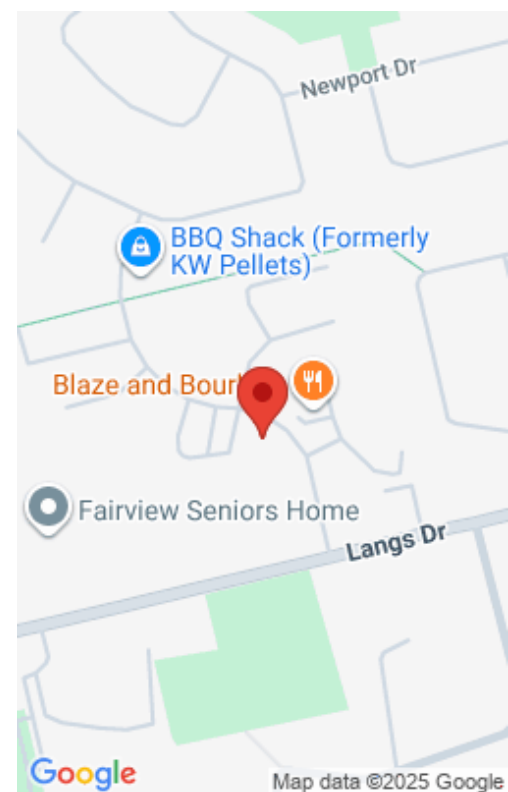 Newport Dr
BBQ Shack (Formerly
KW Pellets)
Blaze and Bour
Fairview Seniors Home
Langs Dr
Google
Map data ©2025 Google